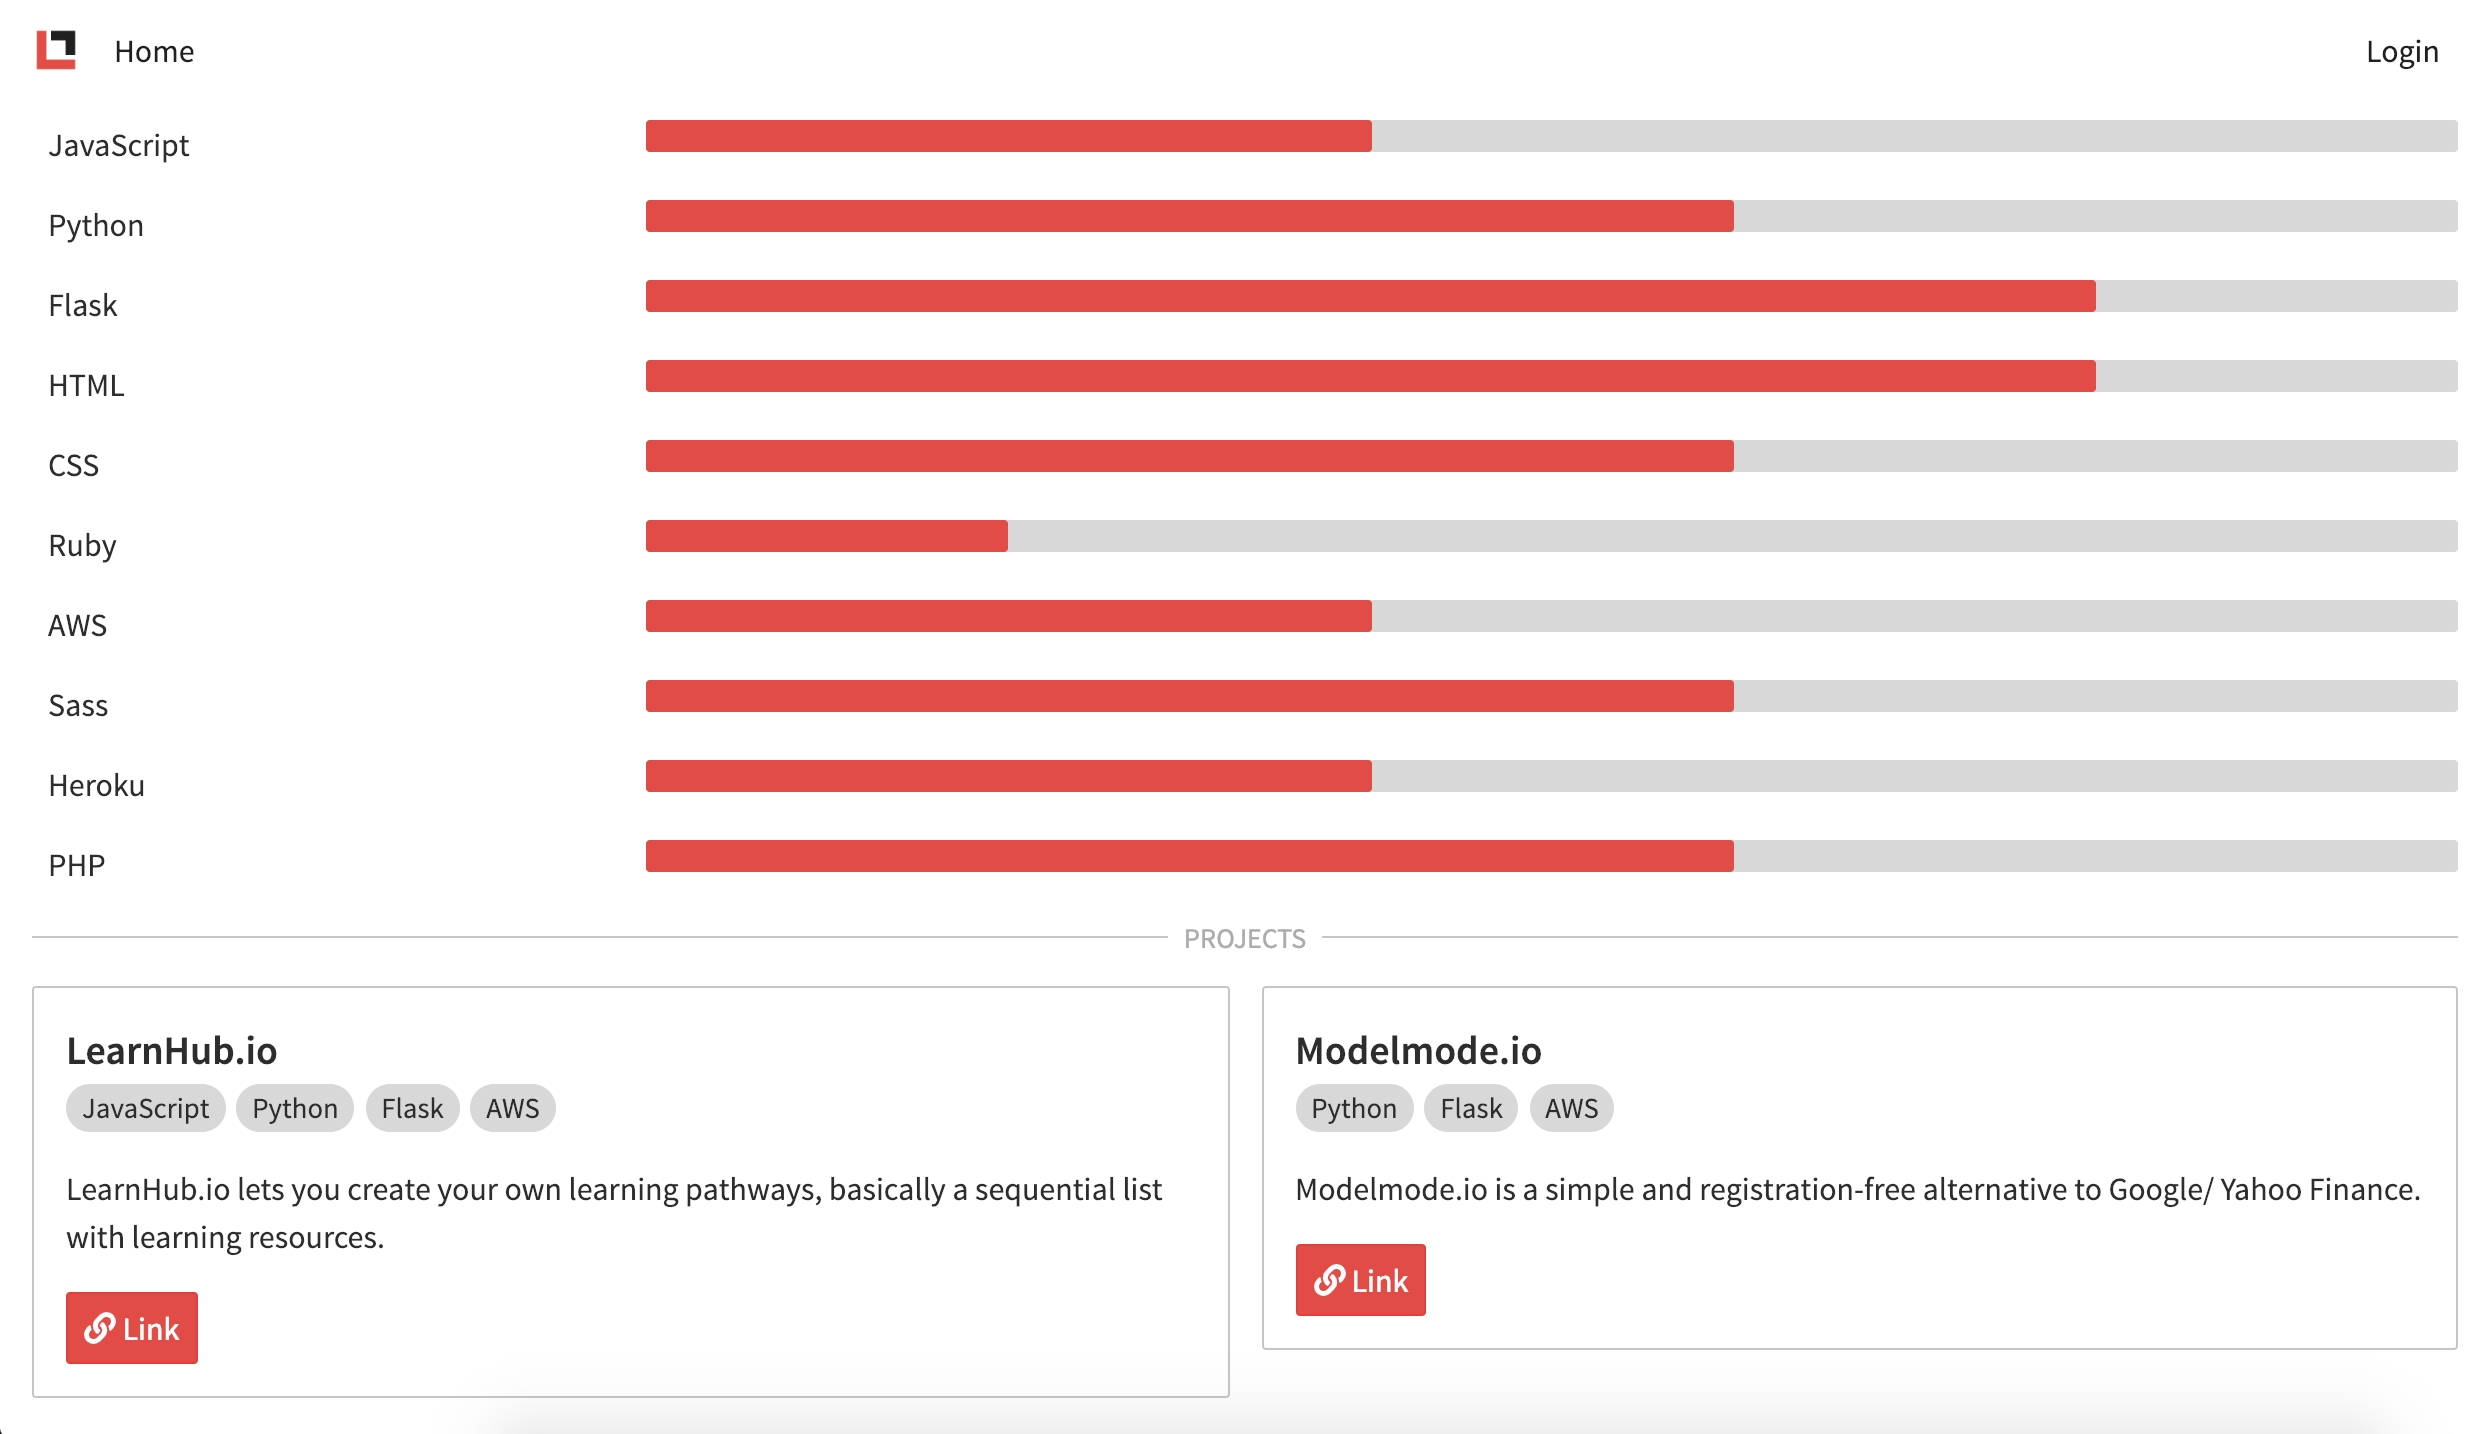 Home
Login
JavaScript
Python
Flask
HTML
CSS
Ruby
AWS
Sass
Heroku
PHP
PROJECTS
LearnHub.io
JavaScript Python Flask AWS
LearnHub.io lets you create your own learning pathways, basically a sequential list
with learning resources.
Link
Modelmode.io
Python Flask AWS
Modelmode.io is a simple and registration-free alternative to Google/ Yahoo Finance.
Link